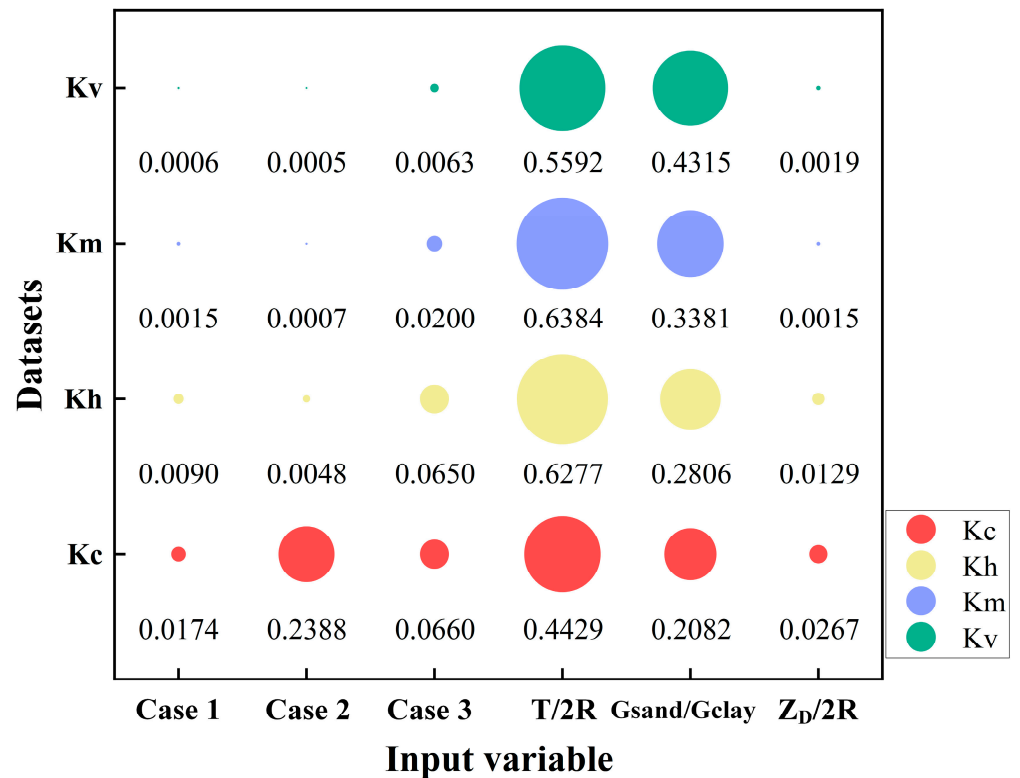 Datasets
Kv
0.0006 0.0005 0.0063 0.5592 0.4315 0.0019
Km
0.0015 0.0007 0.0200 0.6384 0.3381 0.0015
Kh
0.0090 0.0048 0.0650 0.6277 0.2806 0.0129
Kc
0.0174 0.2388 0.0660 0.4429 0.2082 0.0267
Case 1 Case 2 Case 3 T/2R Gsand/Gclay Z_D/2R
Input variable
Kc
Kh
Km
Kv